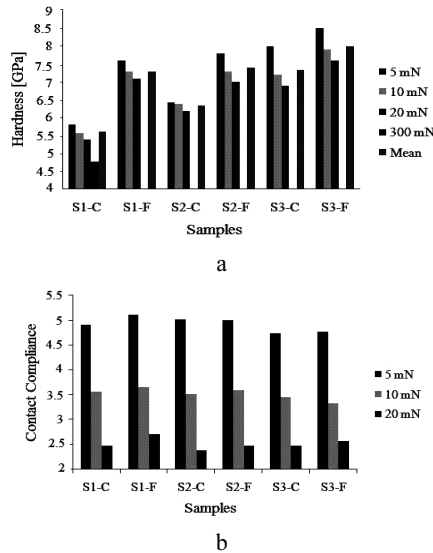 Hardness [GPa]
9
8.5
8
7.5
7
6.5
6
5.5
5
4.5
4
S1-C S1-F S2-C S2-F S3-C S3-F
Samples
5 mN
10 mN
20 mN
300 mN
Mean
a
Contact Compliance
5.5
5
4.5
4
3.5
3
2.5
2
S1-C S1-F S2-C S2-F S3-C S3-F
Samples
5 mN
10 mN
20 mN
b